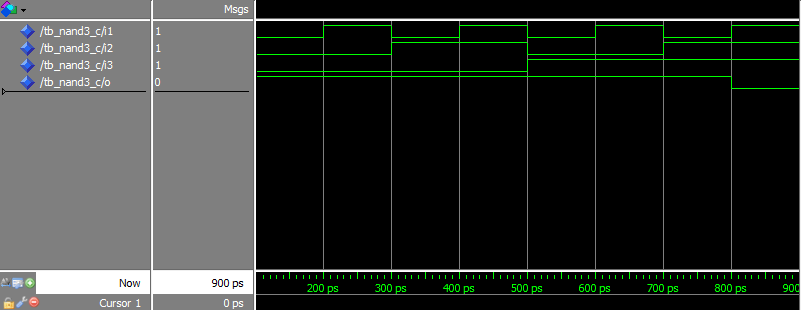 Msgs
/tb_nand3_c/i1 1
/tb_nand3_c/i2 1
/tb_nand3_c/i3 1
/tb_nand3_c/o 0
Now 900 ps
200 ps 300 ps 400 ps 500 ps 600 ps 700 ps 800 ps 900
Cursor 1 0 ps